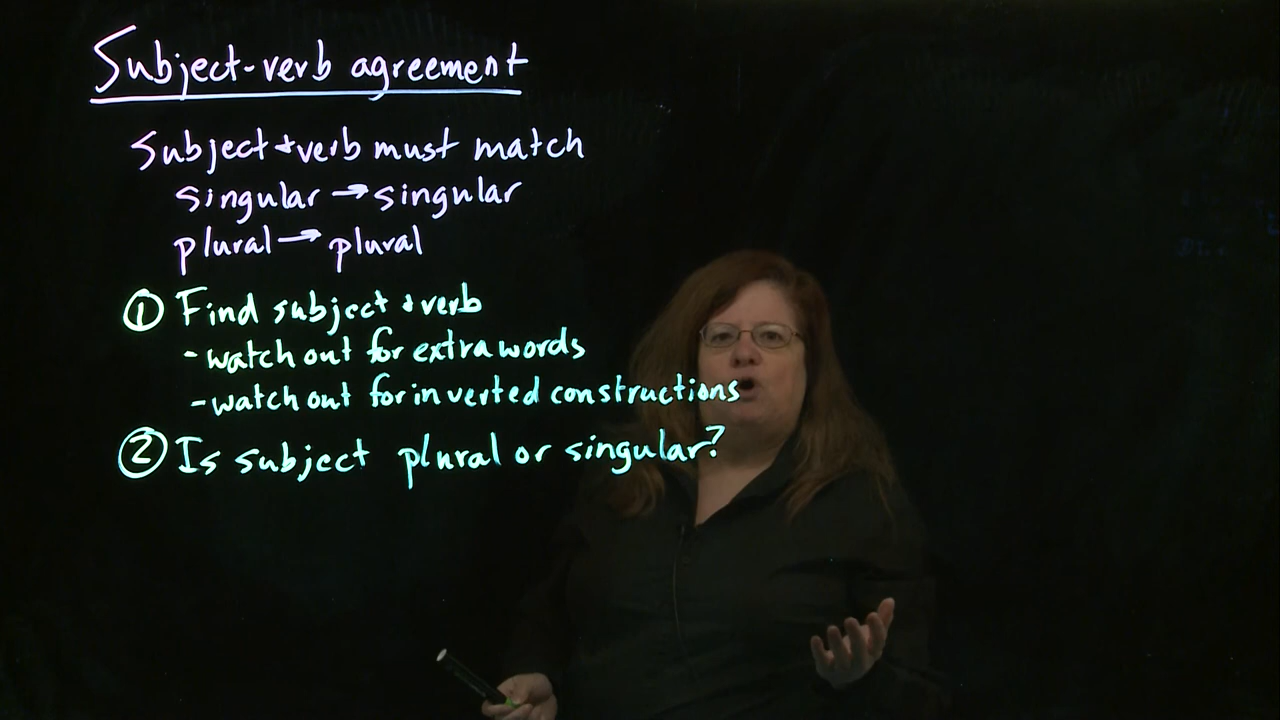 Subject-verb agreement
Subject + verb must match
singular → singular
plural → plural
① Find subject + verb
- watch out for extra words
- watch out for inverted constructions
② Is subject plural or singular?